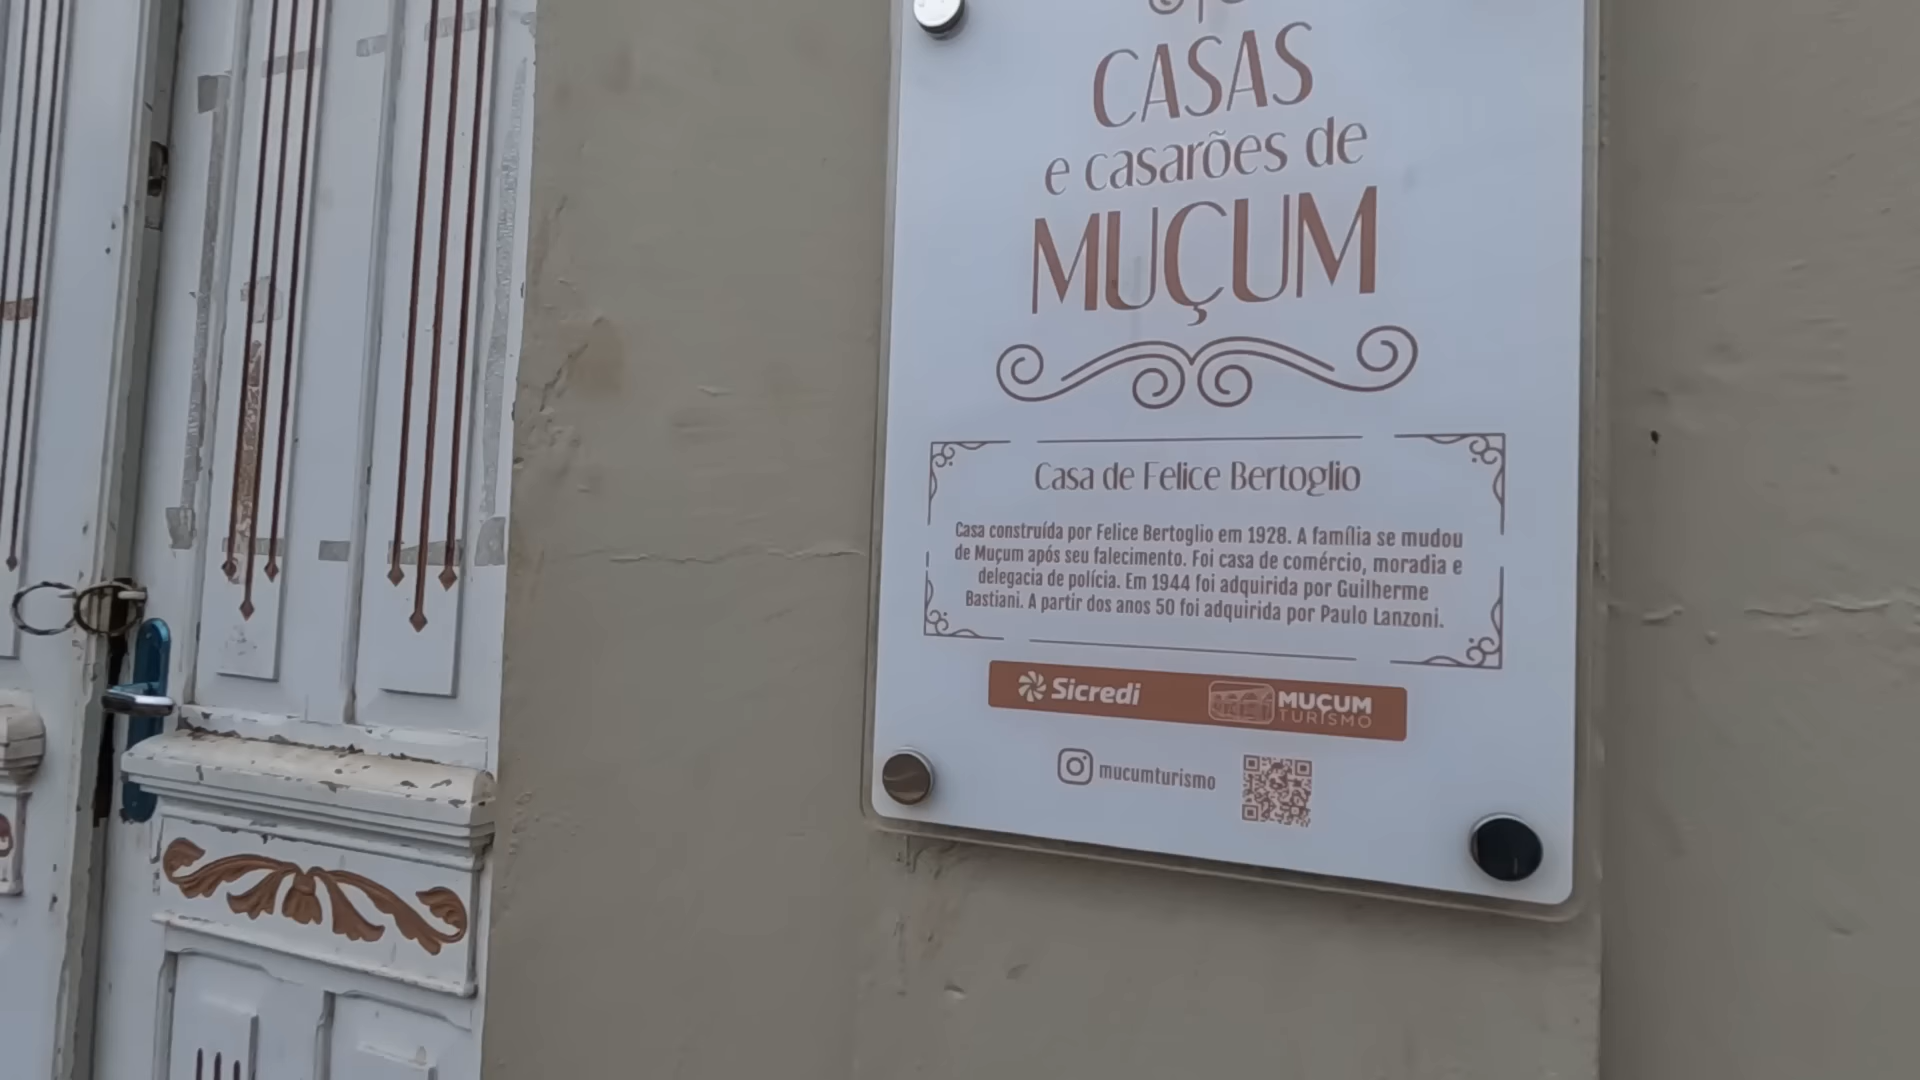 CASAS
e casarões de
MUÇUM
Casa de Felice Bertoglio
Casa construída por Felice Bertoglio em 1928. A família se mudou
de Muçum após seu falecimento. Foi casa de comércio, moradia e
delegacia de polícia. Em 1944 foi adquirida por Guilherme
Bastiani. A partir dos anos 50 foi adquirida por Paulo Lanzoni.
Sicredi
MUÇUM
TURISMO
mucumturismo